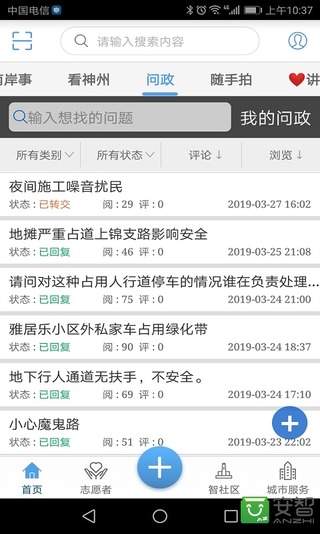 中国电信 4G 上午10:37
请输入搜索内容
南岸事 看神州 问政 随手拍 ❤讲
输入想找的问题 我的问政
所有类别 所有状态 评论↓ 浏览↓
夜间施工噪音扰民
状态：已转交 阅：29 评：0 2019-03-27 16:02
地摊严重占道上锦支路影响安全
状态：已回复 阅：46 评：0 2019-03-25 21:08
请问对这种占用人行道停车的情况谁在负责处理...
状态：已回复 阅：75 评：0 2019-03-24 21:00
雅居乐小区外私家车占用绿化带
状态：已回复 阅：90 评：0 2019-03-24 18:37
地下行人通道无扶手，不安全。
状态：已回复 阅：54 评：0 2019-03-24 17:10
小心魔鬼路
状态：已回复 阅：51 评：0 2019-03-23 22:02
首页 志愿者 智社区 城市服务
安智
ANZHI